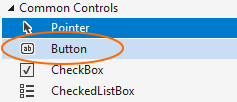 Common Controls
Pointer
ab
Button
CheckBox
CheckedListBox